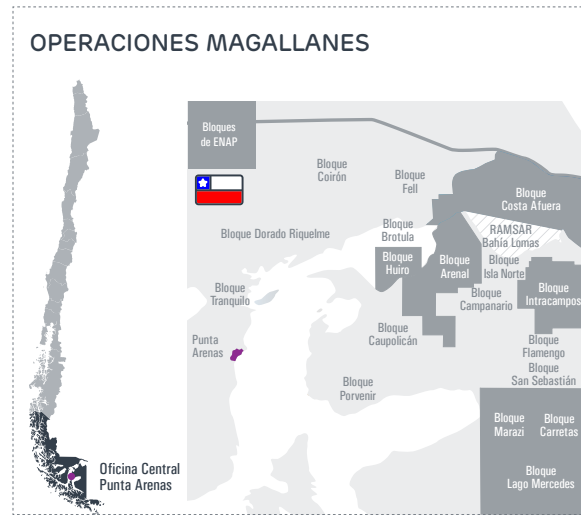 OPERACIONES MAGALLANES
Bloques
de ENAP
Bloque
Coirón
Bloque
Fell
Bloque
Costa Afuera
Bloque
Brotula
RAMSAR
Bahía Lomas
Bloque Dorado Riquelme
Bloque
Huiro
Bloque
Arenal
Bloque
Isla Norte
Bloque
Tranquilo
Bloque
Campanario
Bloque
Intracampos
Punta
Arenas
Bloque
Caupolicán
Bloque
Flamengo
Bloque
San Sebastián
Bloque
Porvenir
Bloque
Marazi
Bloque
Carretas
Bloque
Lago Mercedes
Oficina Central
Punta Arenas